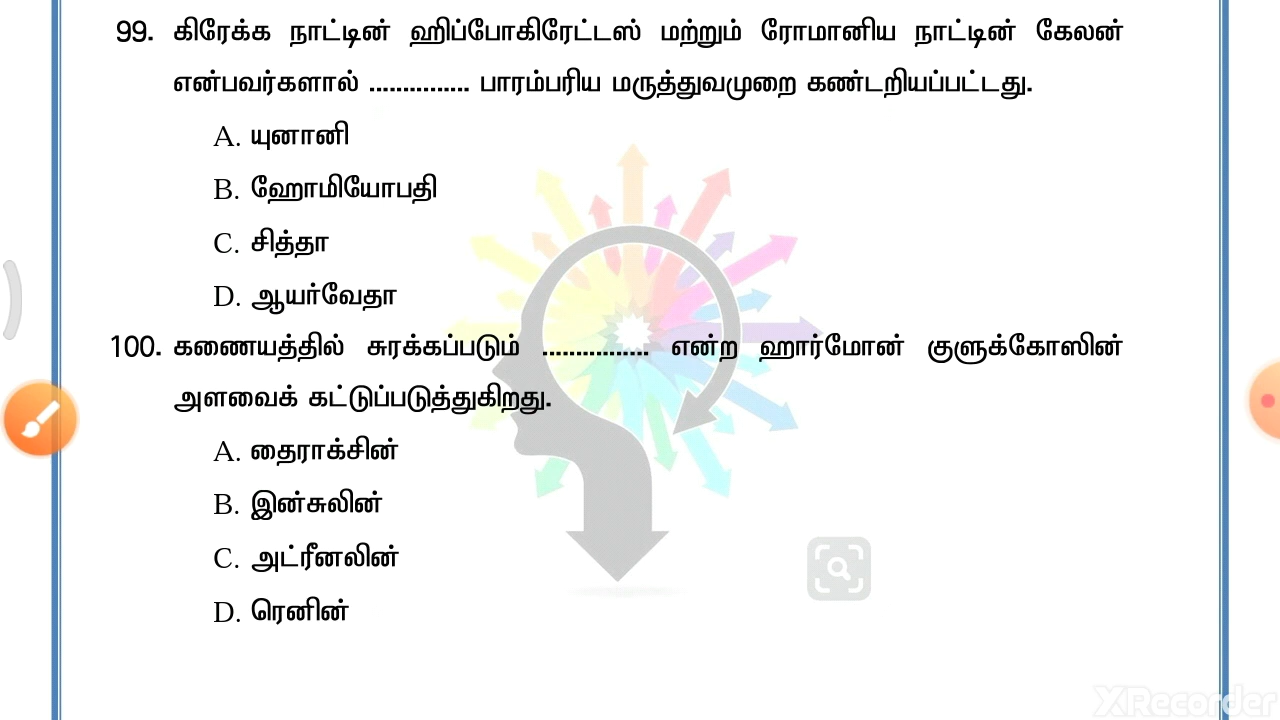 99. கிரேக்க நாட்டின் ஹிப்போகிரேட்டஸ் மற்றும் ரோமானிய நாட்டின் கேலன்
என்பவர்களால் ............... பாரம்பரிய மருத்துவமுறை கண்டறியப்பட்டது.
A. யுனானி
B. ஹோமியோபதி
C. சித்தா
D. ஆயர்வேதா
100. கணையத்தில் சுரக்கப்படும் ................ என்ற ஹார்மோன் குளுக்கோஸின்
அளவைக் கட்டுப்படுத்துகிறது.
A. தைராக்சின்
B. இன்சுலின்
C. அட்ரீனலின்
D. ரெனின்
XRecorder